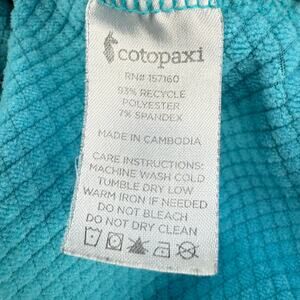 cotopaxi
RN# 157160
93% RECYCLE
POLYESTER
7% SPANDEX
MADE IN CAMBODIA
CARE INSTRUCTIONS:
MACHINE WASH COLD
TUMBLE DRY LOW
WARM IRON IF NEEDED
DO NOT BLEACH
DO NOT DRY CLEAN